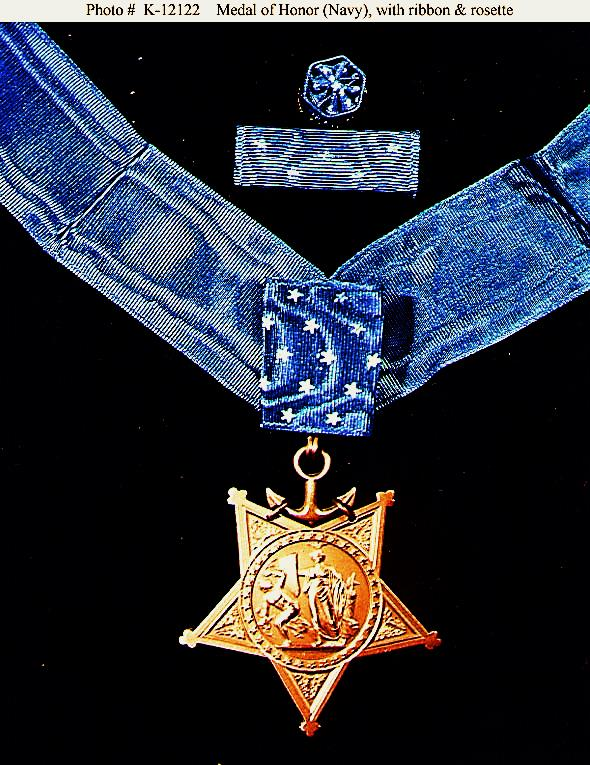 Photo # K-12122 Medal of Honor (Navy), with ribbon & rosette